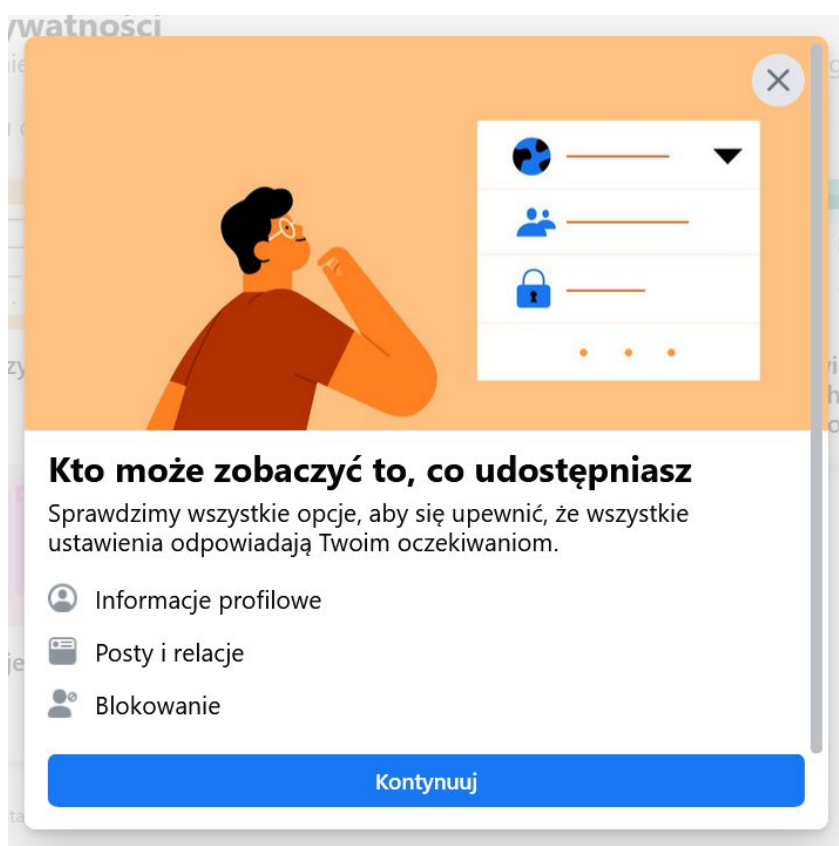 ywatności
Kto może zobaczyć to, co udostępniasz
Sprawdzimy wszystkie opcje, aby się upewnić, że wszystkie
ustawienia odpowiadają Twoim oczekiwaniom.
Informacje profilowe
Posty i relacje
Blokowanie
Kontynuuj